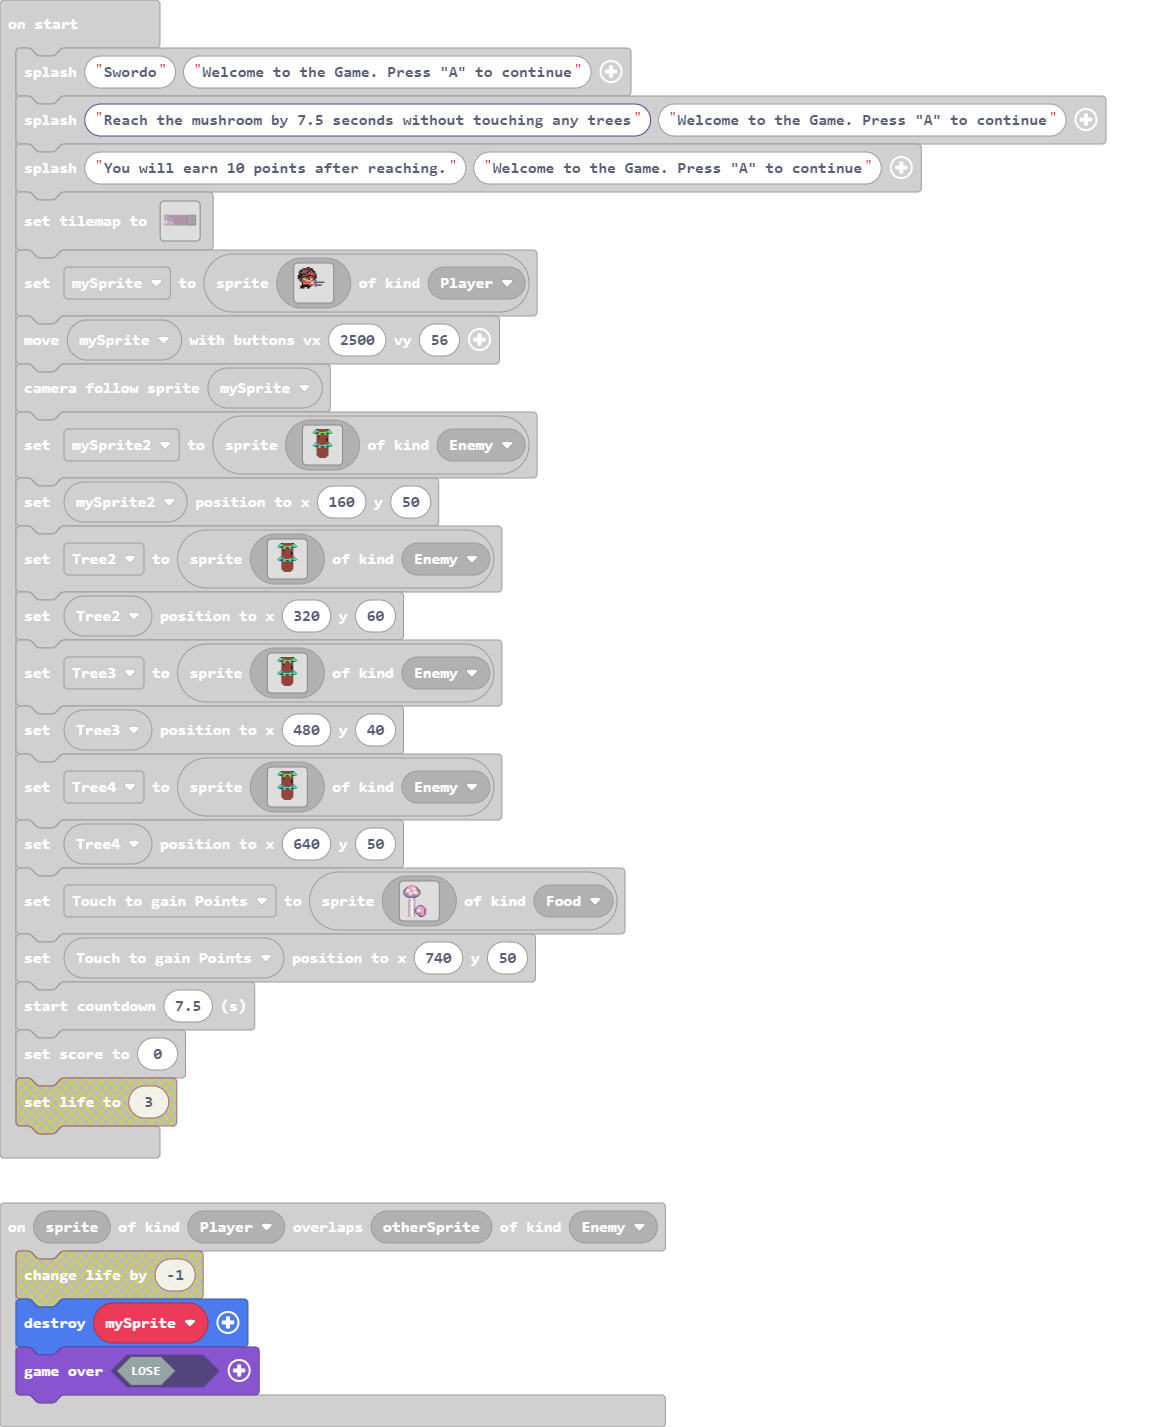 on start
splash "Swordo" "Welcome to the Game. Press "A" to continue"
splash "Reach the mushroom by 7.5 seconds without touching any trees" "Welcome to the Game. Press "A" to continue"
splash "You will earn 10 points after reaching." "Welcome to the Game. Press "A" to continue"
set tilemap to
set mySprite to sprite of kind Player
move mySprite with buttons vx 2500 vy 56
camera follow sprite mySprite
set mySprite2 to sprite of kind Enemy
set mySprite2 position to x 160 y 50
set Tree2 to sprite of kind Enemy
set Tree2 position to x 320 y 60
set Tree3 to sprite of kind Enemy
set Tree3 position to x 480 y 40
set Tree4 to sprite of kind Enemy
set Tree4 position to x 640 y 50
set Touch to gain Points to sprite of kind Food
set Touch to gain Points position to x 740 y 50
start countdown 7.5 (s)
set score to 0
set life to 3
on sprite of kind Player overlaps otherSprite of kind Enemy
change life by -1
destroy mySprite
game over LOSE